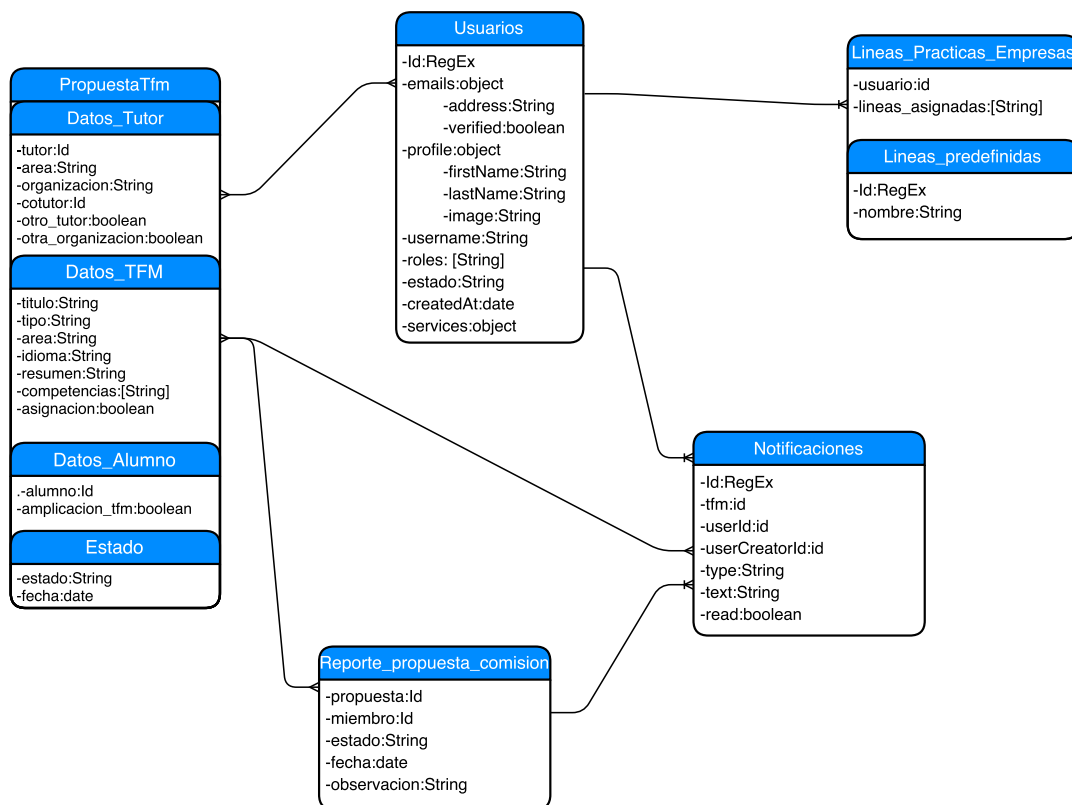 PropuestaTfm
Datos_Tutor
-tutor:Id
-area:String
-organizacion:String
-cotutor:Id
-otro_tutor:boolean
-otra_organizacion:boolean
Datos_TFM
-titulo:String
-tipo:String
-area:String
-idioma:String
-resumen:String
-competencias:[String]
-asignacion:boolean
Datos_Alumno
.-alumno:Id
-amplicacion_tfm:boolean
Estado
-estado:String
-fecha:date
Usuarios
-Id:RegEx
-emails:object
-address:String
-verified:boolean
-profile:object
-firstName:String
-lastName:String
-image:String
-username:String
-roles: [String]
-estado:String
-createdAt:date
-services:object
Lineas_Practicas_Empresas
-usuario:id
-lineas_asignadas:[String]
Lineas_predefinidas
-Id:RegEx
-nombre:String
Notificaciones
-Id:RegEx
-tfm:id
-userId:id
-userCreatorId:id
-type:String
-text:String
-read:boolean
Reporte_propuesta_comision
-propuesta:Id
-miembro:Id
-estado:String
-fecha:date
-observacion:String